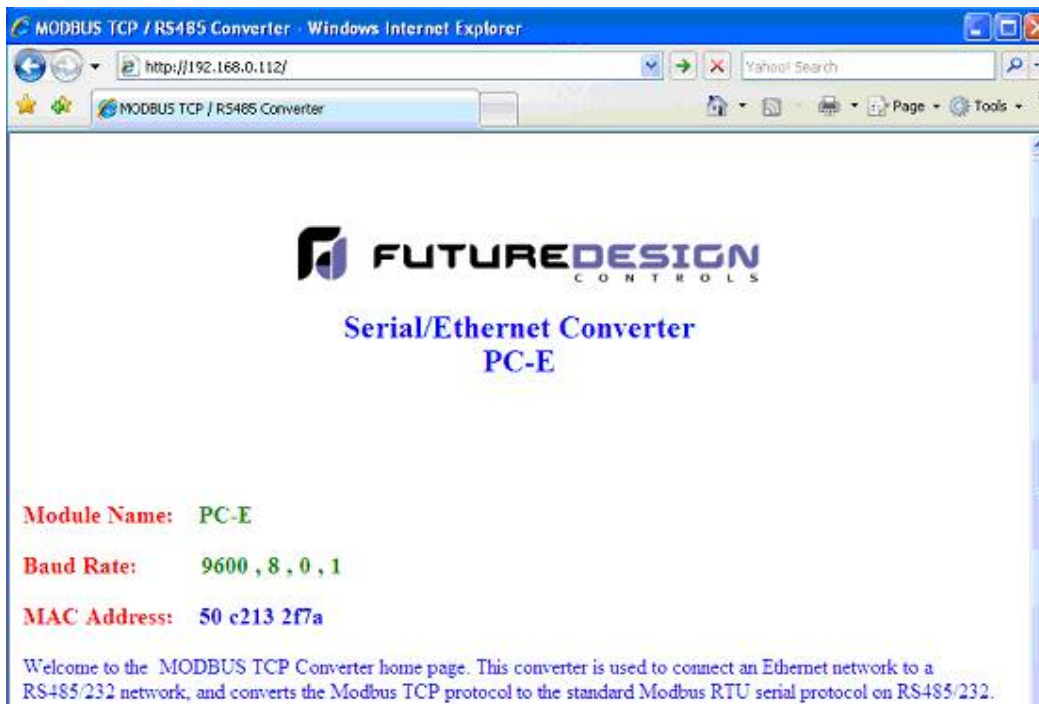 MODBUS TCP / RS485 Converter - Windows Internet Explorer
http://192.168.0.112/
Yahoo! Search
MODBUS TCP / RS485 Converter
Page
Tools
FUTUREDESIGN
CONTROLS
Serial/Ethernet Converter
PC-E
Module Name: PC-E
Baud Rate: 9600 , 8 , 0 , 1
MAC Address: 50 c213 2f7a
Welcome to the MODBUS TCP Converter home page. This converter is used to connect an Ethernet network to a
RS485/232 network, and converts the Modbus TCP protocol to the standard Modbus RTU serial protocol on RS485/232.